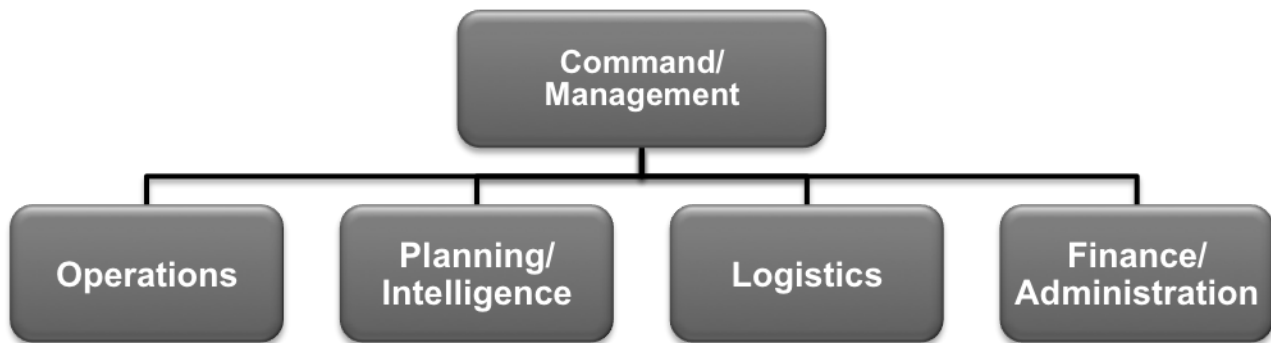 Command/
Management
Operations
Planning/
Intelligence
Logistics
Finance/
Administration